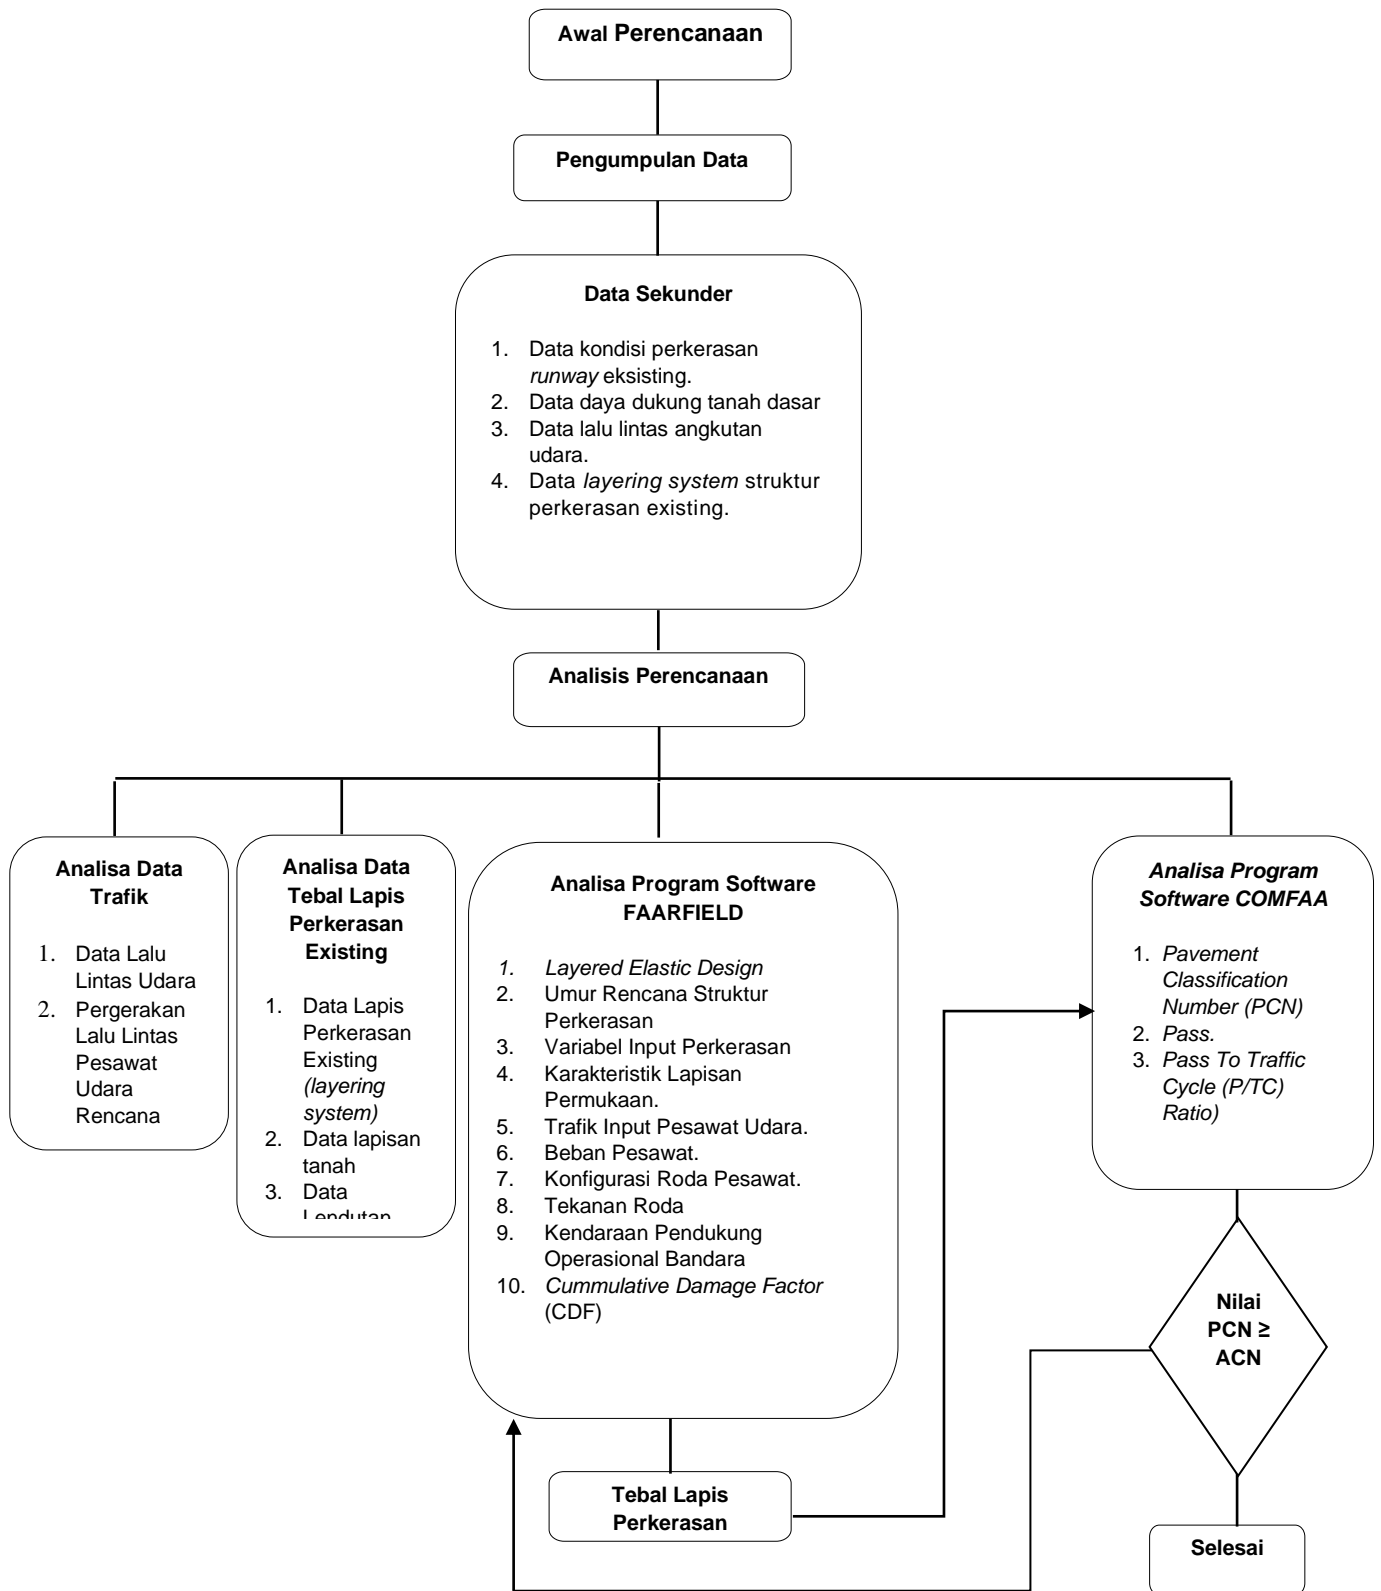 Awal Perencanaan
Pengumpulan Data
Data Sekunder
1. Data kondisi perkerasan
runway eksisting.
2. Data daya dukung tanah dasar
3. Data lalu lintas angkutan
udara.
4. Data layering system struktur
perkerasan existing.
Analisis Perencanaan
Analisa Data
Trafik
1. Data Lalu
Lintas Udara
2. Pergerakan
Lalu Lintas
Pesawat
Udara
Rencana
Analisa Data
Tebal Lapis
Perkerasan
Existing
1. Data Lapis
Perkerasan
Existing
(layering
system)
2. Data lapisan
tanah
3. Data
Lendutan
Analisa Program Software
FAARFIELD
1. Layered Elastic Design
2. Umur Rencana Struktur
Perkerasan
3. Variabel Input Perkerasan
4. Karakteristik Lapisan
Permukaan.
5. Trafik Input Pesawat Udara.
6. Beban Pesawat.
7. Konfigurasi Roda Pesawat.
8. Tekanan Roda
9. Kendaraan Pendukung
Operasional Bandara
10. Cummulative Damage Factor
(CDF)
Analisa Program
Software COMFAA
1. Pavement
Classification
Number (PCN)
2. Pass.
3. Pass To Traffic
Cycle (P/TC)
Ratio)
Nilai
PCN ≥
ACN
Tebal Lapis
Perkerasan
Selesai